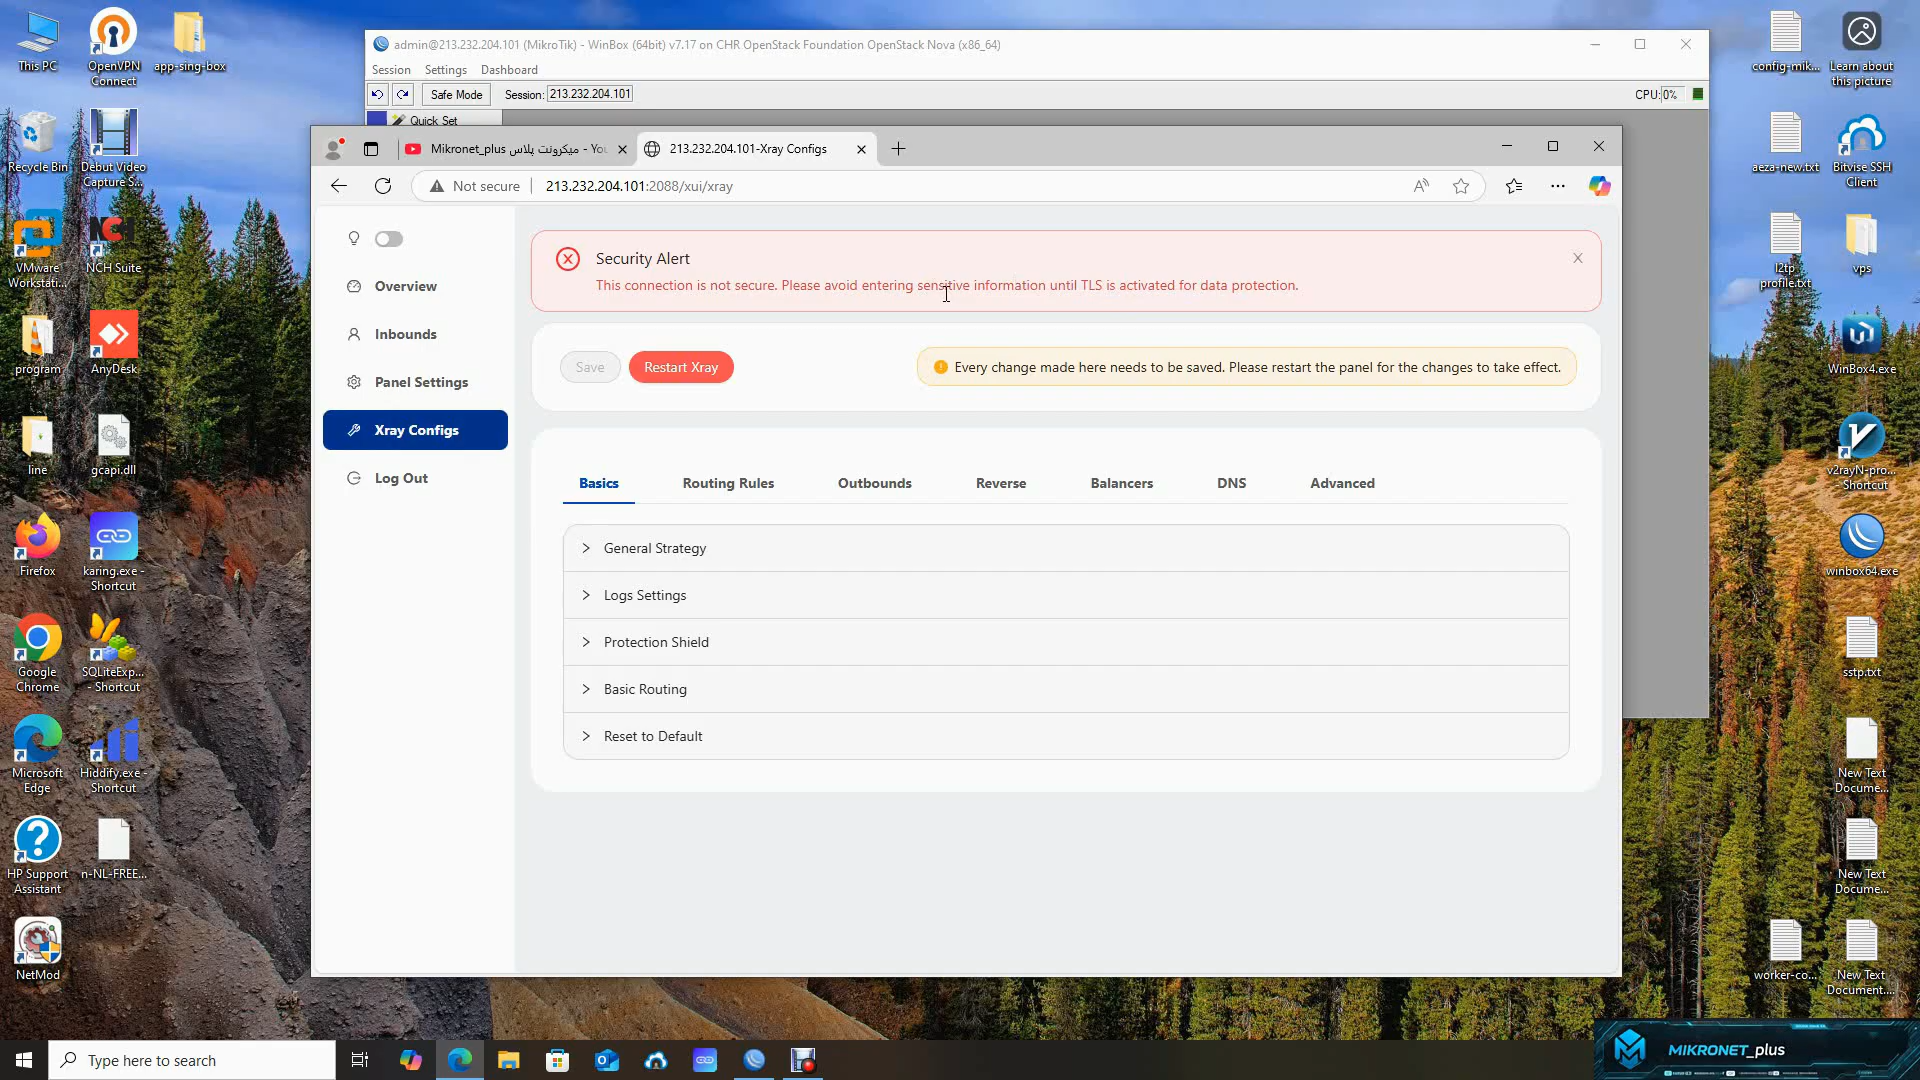 This PC
OpenVPN
Connect
app-sing-box
Recycle Bin
Debut Video
Capture S...
VMware
Workstati...
NCH Suite
program
AnyDesk
line
gcapi.dll
Firefox
karing.exe -
Shortcut
Google
Chrome
SQLiteExp...
- Shortcut
Microsoft
Edge
Hiddify.exe -
Shortcut
HP Support
Assistant
n-NL-FREE...
NetMod
admin@213.232.204.101 (MikroTik) - WinBox (64bit) v7.17 on CHR OpenStack Foundation OpenStack Nova (x86_64)
Session Settings Dashboard
Safe Mode Session: 213.232.204.101 CPU: 0%
Quick Set
Mikronet_plus میکرونت پلاس - You
213.232.204.101-Xray Configs
Not secure 213.232.204.101:2088/xui/xray
Overview
Inbounds
Panel Settings
Xray Configs
Log Out
Security Alert
This connection is not secure. Please avoid entering sensitive information until TLS is activated for data protection.
Save Restart Xray Every change made here needs to be saved. Please restart the panel for the changes to take effect.
Basics Routing Rules Outbounds Reverse Balancers DNS Advanced
General Strategy
Logs Settings
Protection Shield
Basic Routing
Reset to Default
config-mik...
Learn about
this picture
aeza-new.txt
Bitvise SSH
Client
l2tp
profile.txt
vps
WinBox4.exe
v2rayN-pro...
- Shortcut
winbox64.exe
sstp.txt
New Text
Docume...
New Text
Docume...
worker-co...
New Text
Document....
Type here to search
MIKRONET_plus